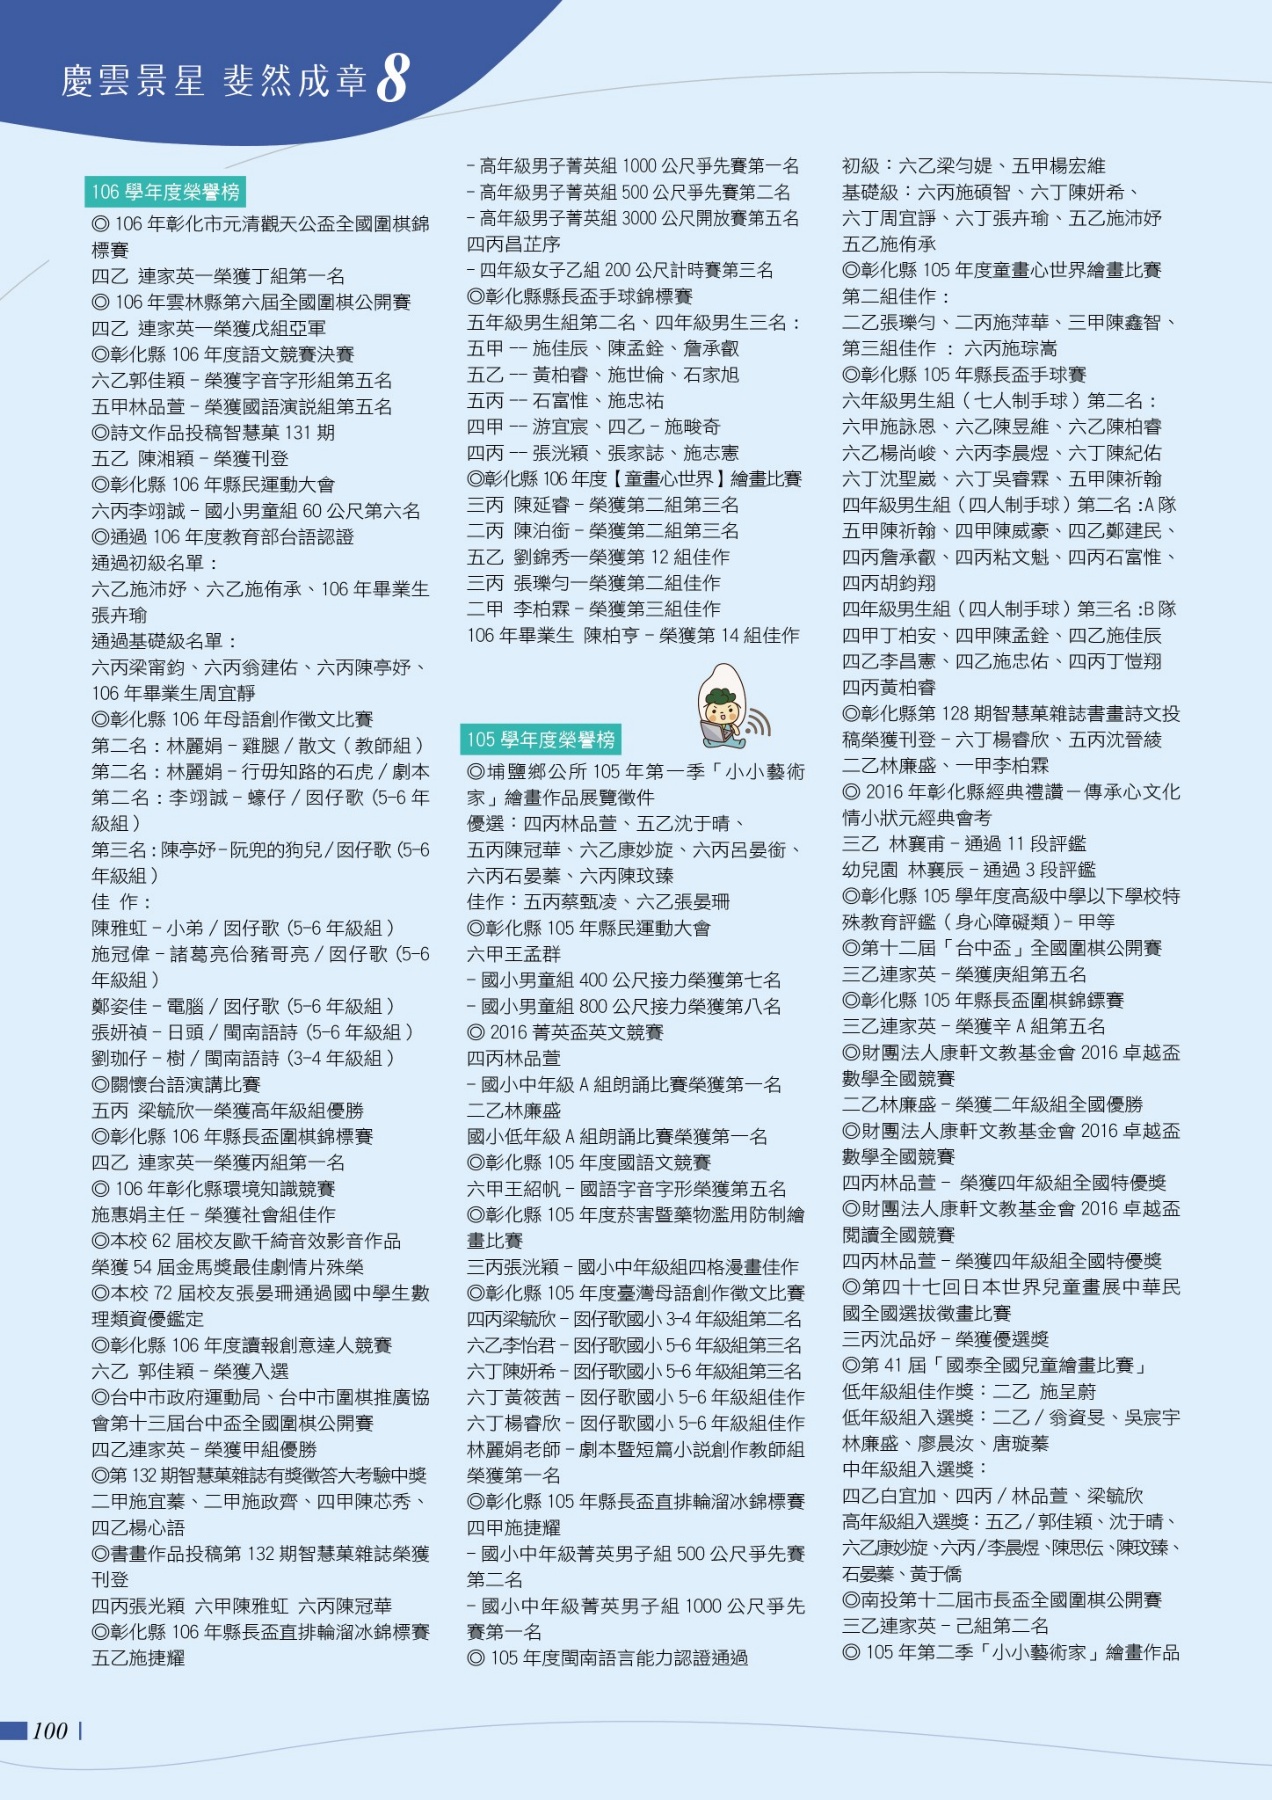 慶雲景星 斐然成章8
106 學年度榮譽榜
◎ 106 年彰化市元清觀天公盃全國圍棋錦
標賽
四乙 連家英—榮獲丁組第一名
◎ 106 年雲林縣第六屆全國圍棋公開賽
四乙 連家英—榮獲戊組亞軍
◎彰化縣 106 年度語文競賽決賽
六乙郭佳穎 – 榮獲字音字形組第五名
五甲林品萱 – 榮獲國語演說組第五名
◎詩文作品投稿智慧菓 131 期
五乙 陳湘穎 – 榮獲刊登
◎彰化縣 106 年縣民運動大會
六丙李翊誠 – 國小男童組 60 公尺第六名
◎通過 106 年度教育部台語認證
通過初級名單：
六乙施沛妤、六乙施侑承、106 年畢業生
張卉瑜
通過基礎級名單：
六丙梁甯鈞、六丙翁建佑、六丙陳亭妤、
106 年畢業生周宜靜
◎彰化縣 106 年母語創作徵文比賽
第二名：林麗娟 – 雞腿 / 散文（教師組）
第二名：林麗娟 – 行毋知路的石虎 / 劇本
第二名：李翊誠 – 蠔仔 / 囡仔歌 (5-6 年
級組）
第三名：陳亭妤 – 阮兜的狗兒 / 囡仔歌 (5-6
年級組）
佳 作：
陳雅虹 – 小弟 / 囡仔歌 (5-6 年級組）
施冠偉 – 諸葛亮佮豬哥亮 / 囡仔歌 (5-6
年級組）
鄭姿佳 – 電腦 / 囡仔歌 (5-6 年級組）
張妍禎 – 日頭 / 閩南語詩 (5-6 年級組）
劉珈仔 – 樹 / 閩南語詩 (3-4 年級組）
◎關懷台語演講比賽
五丙 梁毓欣—榮獲高年級組優勝
◎彰化縣 106 年縣長盃圍棋錦標賽
四乙 連家英—榮獲丙組第一名
◎ 106 年彰化縣環境知識競賽
施惠娟主任 – 榮獲社會組佳作
◎本校 62 屆校友歐千綺音效影音作品
榮獲 54 屆金馬獎最佳劇情片殊榮
◎本校 72 屆校友張晏珊通過國中學生數
理類資優鑑定
◎彰化縣 106 年度讀報創意達人競賽
六乙 郭佳穎 – 榮獲入選
◎台中市政府運動局、台中市圍棋推廣協
會第十三屆台中盃全國圍棋公開賽
四乙連家英 – 榮獲甲組優勝
◎第 132 期智慧菓雜誌有獎徵答大考驗中獎
二甲施宜蓁、二甲施政齊、四甲陳芯秀、
四乙楊心語
◎書畫作品投稿第 132 期智慧菓雜誌榮獲
刊登
四丙張光穎 六甲陳雅虹 六丙陳冠華
◎彰化縣 106 年縣長盃直排輪溜冰錦標賽
五乙施捷耀
– 高年級男子菁英組 1000 公尺爭先賽第一名
– 高年級男子菁英組 500 公尺爭先賽第二名
– 高年級男子菁英組 3000 公尺開放賽第五名
四丙昌芷序
– 四年級女子乙組 200 公尺計時賽第三名
◎彰化縣縣長盃手球錦標賽
五年級男生組第二名、四年級男生三名：
五甲 –– 施佳辰、陳孟銓、詹承叡
五乙 –– 黃柏睿、施世倫、石家旭
五丙 –– 石富惟、施忠祐
四甲 –– 游宜宸、四乙 – 施畯奇
四丙 –– 張洸穎、張家誌、施志憲
◎彰化縣 106 年度【童畫心世界】繪畫比賽
三丙 陳延睿 – 榮獲第二組第三名
二丙 陳泊銜 – 榮獲第二組第三名
五乙 劉錦秀—榮獲第 12 組佳作
三丙 張瓅勻—榮獲第二組佳作
二甲 李柏霖 – 榮獲第三組佳作
106 年畢業生 陳柏亨 – 榮獲第 14 組佳作
105 學年度榮譽榜
◎埔鹽鄉公所 105 年第一季「小小藝術
家」繪畫作品展覽徵件
優選：四丙林品萱、五乙沈于晴、
五丙陳冠華、六乙康妙旋、六丙呂晏銜、
六丙石晏蓁、六丙陳玟臻
佳作：五丙蔡甄凌、六乙張晏珊
◎彰化縣 105 年縣民運動大會
六甲王孟群
– 國小男童組 400 公尺接力榮獲第七名
– 國小男童組 800 公尺接力榮獲第八名
◎ 2016 菁英盃英文競賽
四丙林品萱
– 國小中年級 A 組朗誦比賽榮獲第一名
二乙林廉盛
國小低年級 A 組朗誦比賽榮獲第一名
◎彰化縣 105 年度國語文競賽
六甲王紹帆 – 國語字音字形榮獲第五名
◎彰化縣 105 年度菸害暨藥物濫用防制繪
畫比賽
三丙張洸穎 – 國小中年級組四格漫畫佳作
◎彰化縣 105 年度臺灣母語創作徵文比賽
四丙梁毓欣 – 囡仔歌國小 3-4 年級組第二名
六乙李怡君 – 囡仔歌國小 5-6 年級組第三名
六丁陳妍希 – 囡仔歌國小 5-6 年級組第三名
六丁黃筱茜 – 囡仔歌國小 5-6 年級組佳作
六丁楊睿欣 – 囡仔歌國小 5-6 年級組佳作
林麗娟老師 – 劇本暨短篇小說創作教師組
榮獲第一名
◎彰化縣 105 年縣長盃直排輪溜冰錦標賽
四甲施捷耀
– 國小中年級菁英男子組 500 公尺爭先賽
第二名
– 國小中年級菁英男子組 1000 公尺爭先
賽第一名
◎ 105 年度閩南語言能力認證通過
初級：六乙梁勻媞、五甲楊宏維
基礎級：六丙施碩智、六丁陳妍希、
六丁周宜諍、六丁張卉瑜、五乙施沛妤
五乙施侑承
◎彰化縣 105 年度童畫心世界繪畫比賽
第二組佳作：
二乙張瓅勻、二丙施萍華、三甲陳鑫智、
第三組佳作 ： 六丙施琮嵩
◎彰化縣 105 年縣長盃手球賽
六年級男生組（七人制手球）第二名：
六甲施詠恩、六乙陳昱維、六乙陳柏睿
六乙楊尚峻、六丙李晨煜、六丁陳紀佑
六丁沈聖崴、六丁吳睿霖、五甲陳祈翰
四年級男生組（四人制手球）第二名：A 隊
五甲陳祈翰、四甲陳威豪、四乙鄭建民、
四丙詹承叡、四丙粘文魁、四丙石富惟、
四丙胡鈞翔
四年級男生組（四人制手球）第三名：B 隊
四甲丁柏安、四甲陳孟銓、四乙施佳辰
四乙李昌憲、四乙施忠佑、四丙丁愷翔
四丙黃柏睿
◎彰化縣第 128 期智慧菓雜誌書畫詩文投
稿榮獲刊登 – 六丁楊睿欣、五丙沈晉綾
二乙林廉盛、一甲李柏霖
◎ 2016 年彰化縣經典禮讚－傳承心文化
情小狀元經典會考
三乙 林襄甫 – 通過 11 段評鑑
幼兒園 林襄辰 – 通過 3 段評鑑
◎彰化縣 105 學年度高級中學以下學校特
殊教育評鑑（身心障礙類）– 甲等
◎第十二屆「台中盃」全國圍棋公開賽
三乙連家英 – 榮獲庚組第五名
◎彰化縣 105 年縣長盃圍棋錦鏢賽
三乙連家英 – 榮獲辛 A 組第五名
◎財團法人康軒文教基金會 2016 卓越盃
數學全國競賽
二乙林廉盛 – 榮獲二年級組全國優勝
◎財團法人康軒文教基金會 2016 卓越盃
數學全國競賽
四丙林品萱 – 榮獲四年級組全國特優獎
◎財團法人康軒文教基金會 2016 卓越盃
閱讀全國競賽
四丙林品萱 – 榮獲四年級組全國特優獎
◎第四十七回日本世界兒童畫展中華民
國全國選拔徵畫比賽
三丙沈品妤 – 榮獲優選獎
◎第 41 屆「國泰全國兒童繪畫比賽」
低年級組佳作獎：二乙 施呈蔚
低年級組入選獎：二乙 / 翁資旻、吳宸宇
林廉盛、廖晨汝、唐璇蓁
中年級組入選獎：
四乙白宜加、四丙 / 林品萱、梁毓欣
高年級組入選獎：五乙 / 郭佳穎、沈于晴、
六乙康妙旋、六丙 / 李晨煜、陳思伝、陳玟臻、
石晏蓁、黃于僑
◎南投第十二屆市長盃全國圍棋公開賽
三乙連家英 – 己組第二名
◎ 105 年第二季「小小藝術家」繪畫作品
100